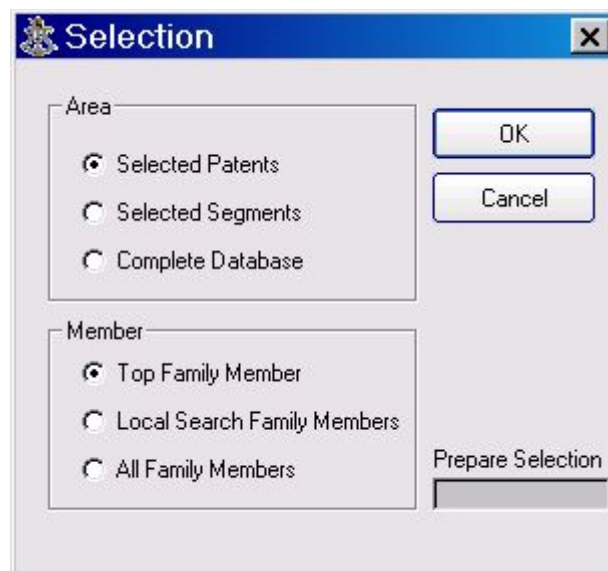 Selection
Area
Selected Patents
Selected Segments
Complete Database
OK
Cancel
Member
Top Family Member
Local Search Family Members
All Family Members
Prepare Selection